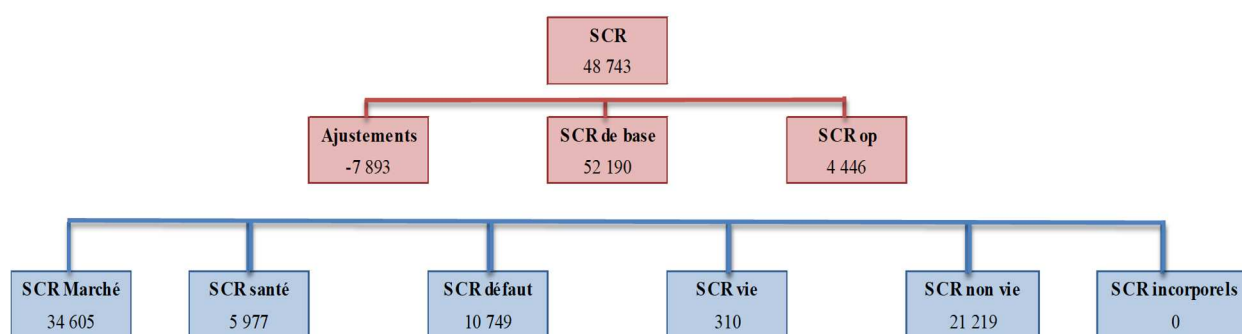 SCR
48 743
Ajustements
-7 893
SCR de base
52 190
SCR op
4 446
SCR Marché
34 605
SCR santé
5 977
SCR défaut
10 749
SCR vie
310
SCR non vie
21 219
SCR incorporels
0